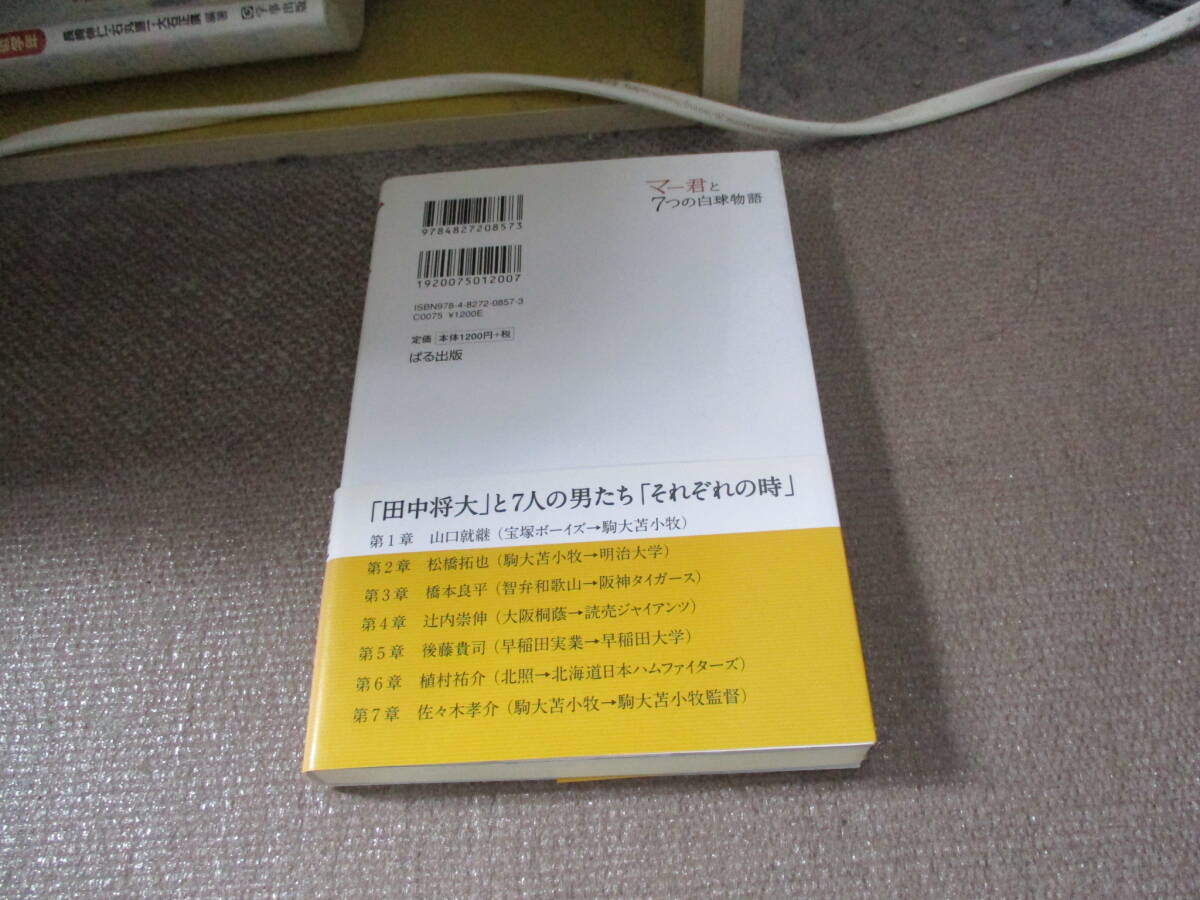 マー君と
7つの白球物語
9784827208573
1920075012007
ISBN978-4-8272-0857-3
C0075 ¥1200E
定価 本体1200円+税
ぱる出版
「田中将大」と7人の男たち「それぞれの時」
第1章 山口就継(宝塚ボーイズ→駒大苫小牧)
第2章 松橋拓也(駒大苫小牧→明治大学)
第3章 橋本良平(智弁和歌山→阪神タイガース)
第4章 辻内崇伸(大阪桐蔭→読売ジャイアンツ)
第5章 後藤貴司(早稲田実業→早稲田大学)
第6章 植村祐介(北照→北海道日本ハムファイターズ)
第7章 佐々木孝介(駒大苫小牧→駒大苫小牧監督)